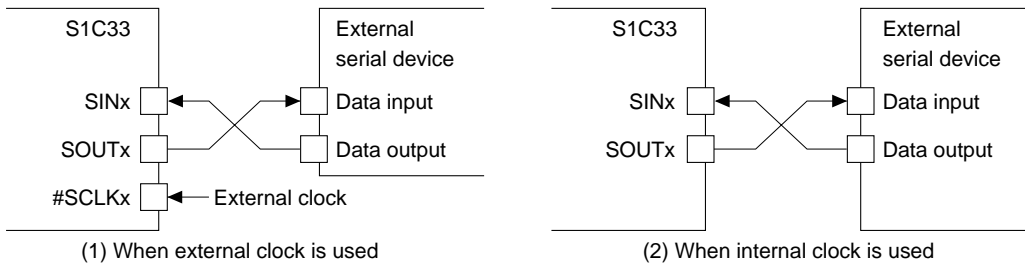 S1C33
External
serial device
SINx
Data input
SOUTx
Data output
#SCLKx
External clock
(1) When external clock is used
S1C33
External
serial device
SINx
Data input
SOUTx
Data output
(2) When internal clock is used